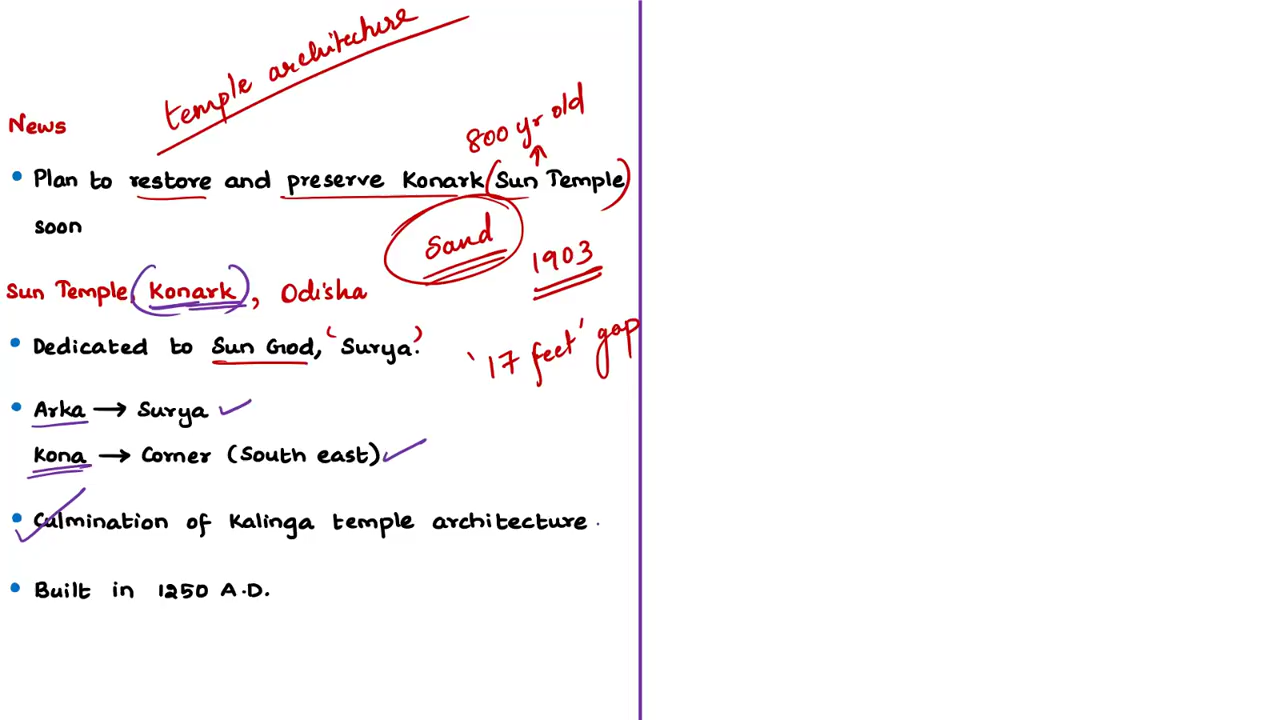 temple architecture
News
800 yr old
• Plan to restore and preserve Konark (Sun Temple)
soon
Sand
1903
Sun Temple (Konark), Odisha
• Dedicated to Sun God, 'Surya'.
'17 feet' gap
• Arka → Surya ✓
Kona → Corner (South east) ✓
• Culmination of Kalinga temple architecture.
• Built in 1250 A.D.